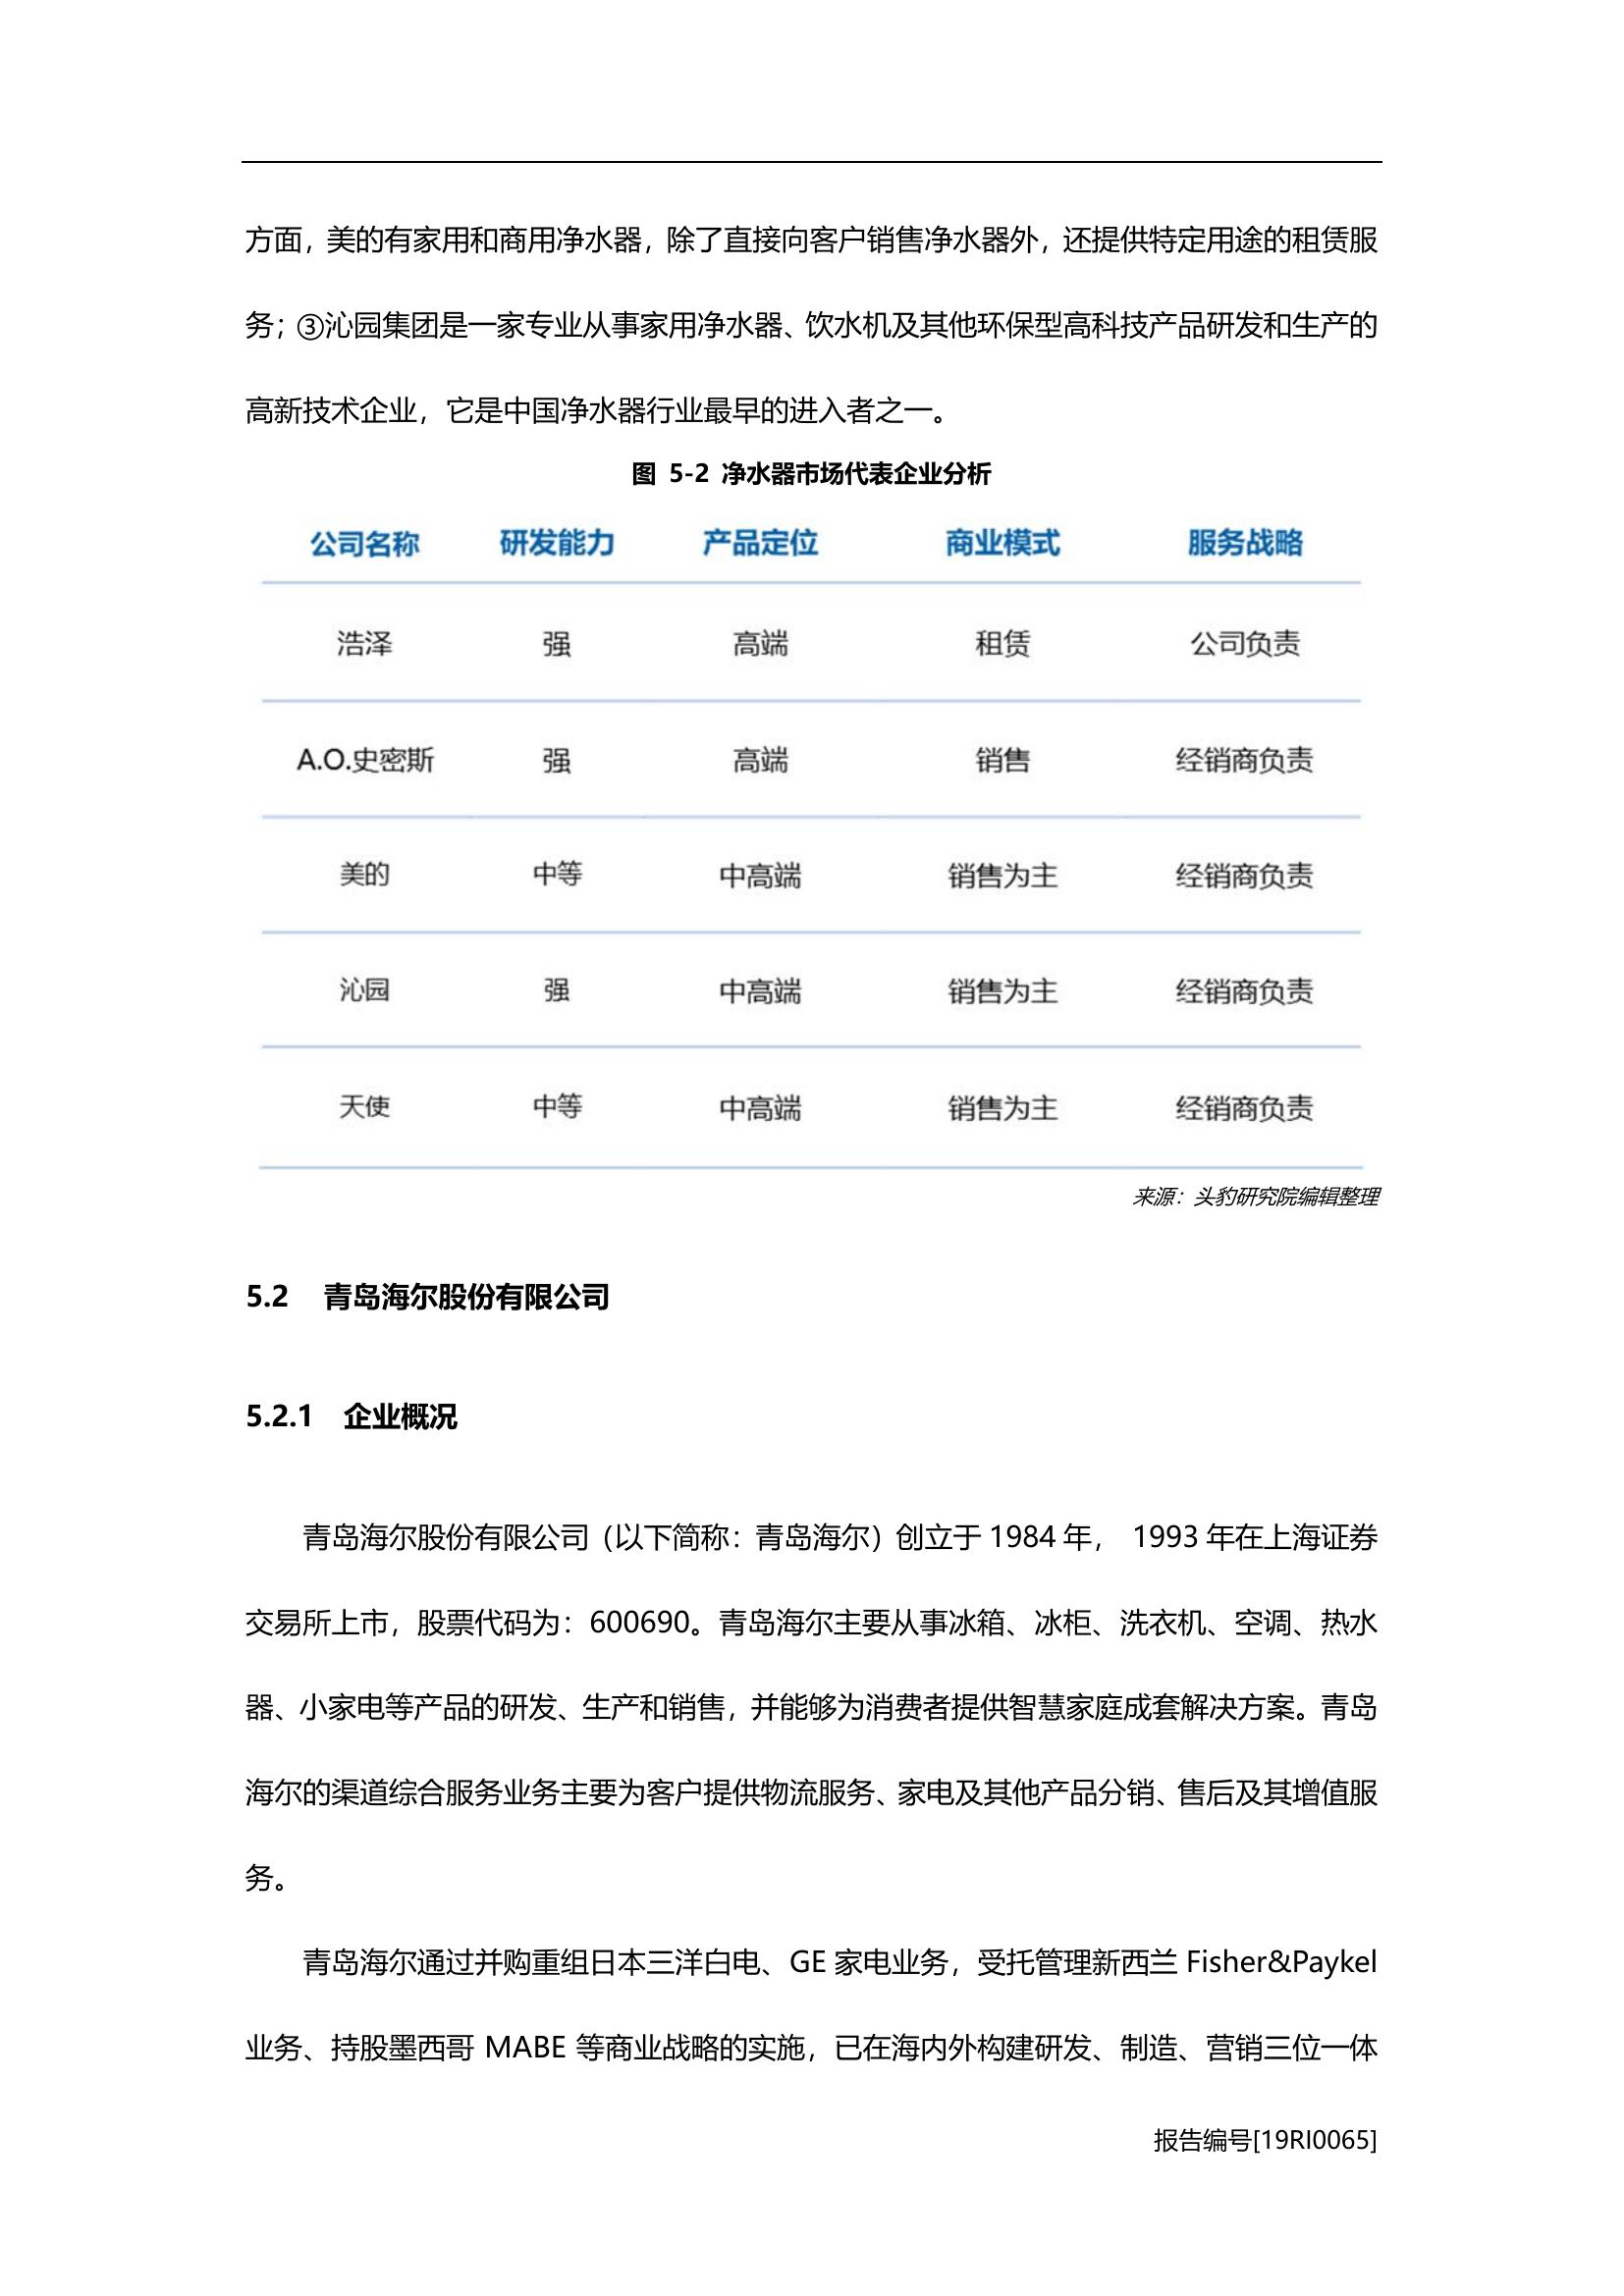 方面，美的有家用和商用净水器，除了直接向客户销售净水器外，还提供特定用途的租赁服
务；③沁园集团是一家专业从事家用净水器、饮水机及其他环保型高科技产品研发和生产的
高新技术企业，它是中国净水器行业最早的进入者之一。
图 5-2 净水器市场代表企业分析
公司名称 研发能力 产品定位 商业模式 服务战略
浩泽 强 高端 租赁 公司负责
A.O.史密斯 强 高端 销售 经销商负责
美的 中等 中高端 销售为主 经销商负责
沁园 强 中高端 销售为主 经销商负责
天使 中等 中高端 销售为主 经销商负责
来源：头豹研究院编辑整理
5.2 青岛海尔股份有限公司
5.2.1 企业概况
青岛海尔股份有限公司（以下简称：青岛海尔）创立于 1984 年， 1993 年在上海证券
交易所上市，股票代码为：600690。青岛海尔主要从事冰箱、冰柜、洗衣机、空调、热水
器、小家电等产品的研发、生产和销售，并能够为消费者提供智慧家庭成套解决方案。青岛
海尔的渠道综合服务业务主要为客户提供物流服务、家电及其他产品分销、售后及其增值服
务。
青岛海尔通过并购重组日本三洋白电、GE 家电业务，受托管理新西兰 Fisher&Paykel
业务、持股墨西哥 MABE 等商业战略的实施，已在海内外构建研发、制造、营销三位一体
报告编号[19RI0065]